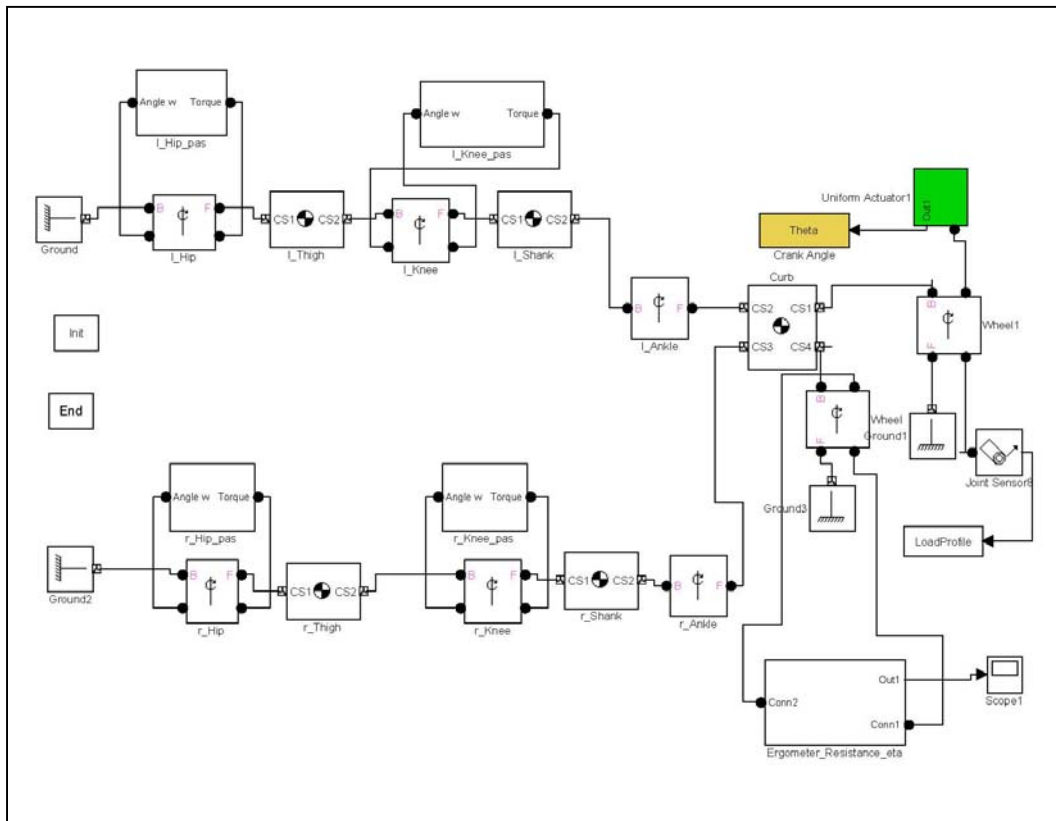 Angle w Torque
l_Hip_pas
Angle w Torque
l_Knee_pas
B F
l_Hip
Ground
CS1 CS2
l_Thigh
B F
l_Knee
CS1 CS2
l_Shank
Uniform Actuator1
Out1
Theta
Crank Angle
B F
l_Ankle
Curb
CS2 CS1
CS3 CS4
B
F
Wheel1
Init
End
B
F
Wheel
Ground1
Joint Sensor8
Ground3
LoadProfile
Angle w Torque
r_Hip_pas
Angle w Torque
r_Knee_pas
Ground2
B F
r_Hip
CS1 CS2
r_Thigh
B F
r_Knee
CS1 CS2
r_Shank
B F
r_Ankle
Out1
Conn2
Conn1
Ergometer_Resistance_eta
Scope1